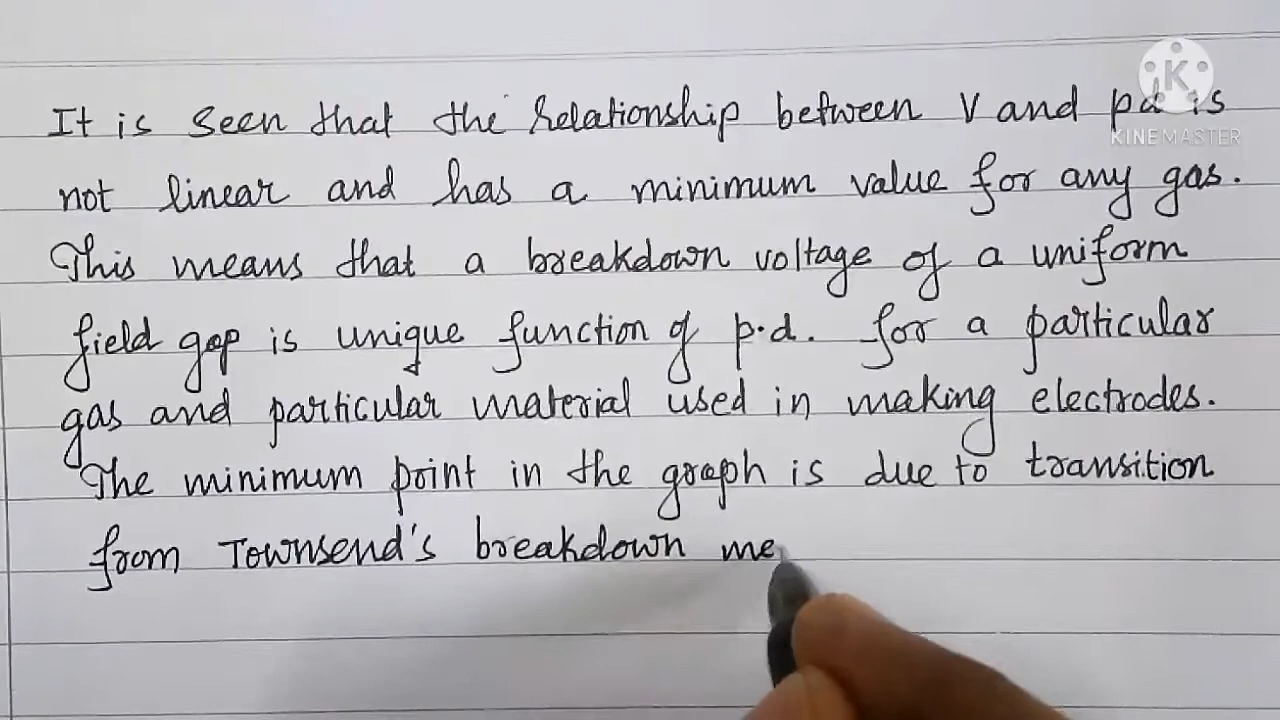 It is seen that the relationship between V and pd is
not linear and has a minimum value for any gas.
This means that a breakdown voltage of a uniform
field gap is unique function of p.d. for a particular
gas and particular material used in making electrodes.
The minimum point in the graph is due to transition
from Townsend's breakdown me
K
KINEMASTER